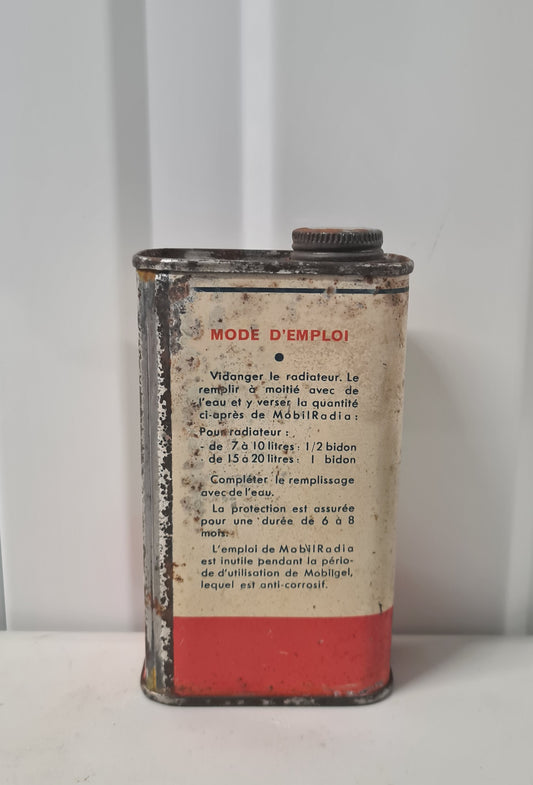 MODE D'EMPLOI
Vidanger le radiateur. Le
remplir à moitié avec de
l'eau et y verser la quantité
ci-après de MobilRadia :
Pour radiateur :
- de 7 à 10 litres : 1/2 bidon
- de 15 à 20 litres : 1 bidon
Compléter le remplissage
avec de l'eau.
La protection est assurée
pour une durée de 6 à 8
mois.
L'emploi de MobilRadia
est inutile pendant la pério-
de d'utilisation de Mobilgel,
lequel est anti-corrosif.